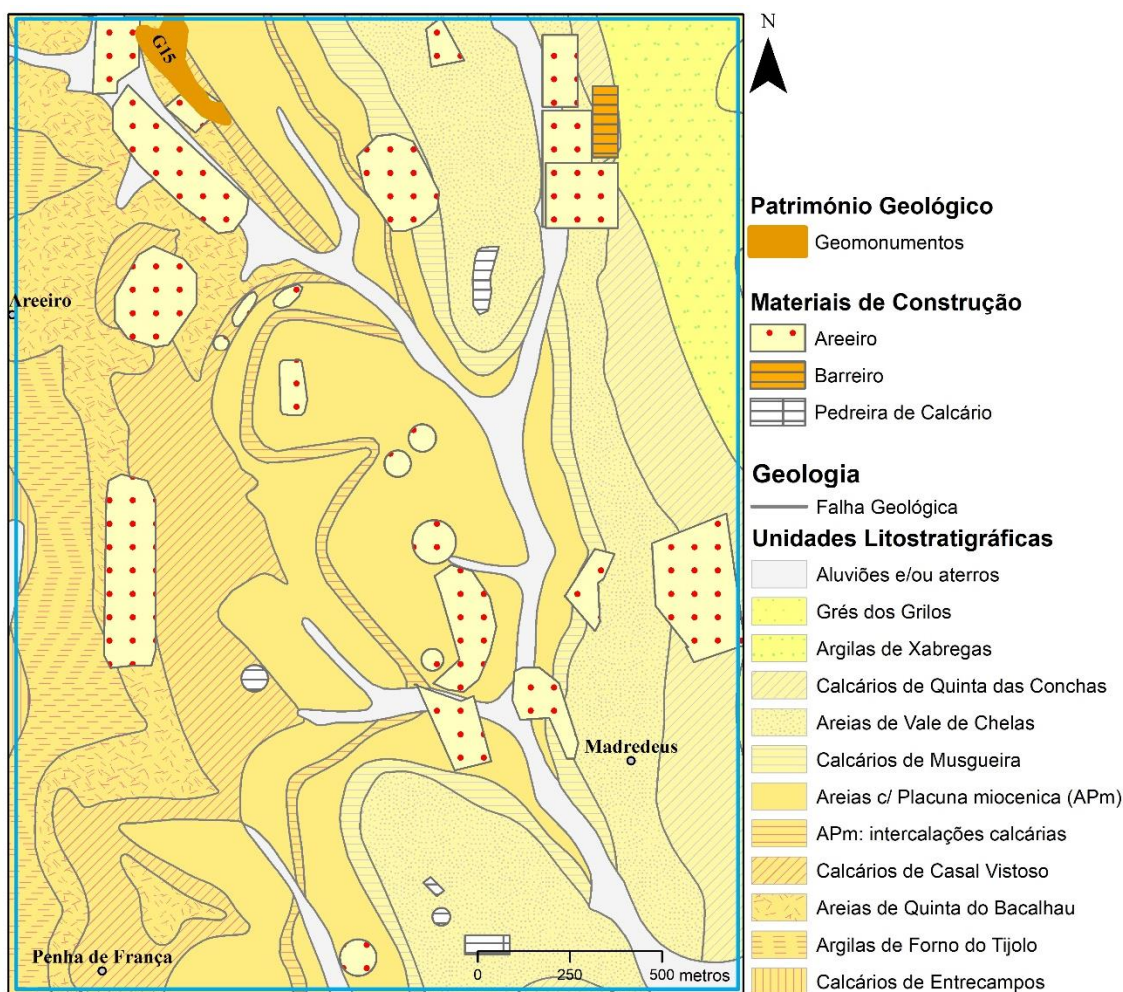 G15
Areeiro
Madredeus
Penha de França
0 250 500 metros
N
Património Geológico
Geomonumentos
Materiais de Construção
Areeiro
Barreiro
Pedreira de Calcário
Geologia
Falha Geológica
Unidades Litostratigráficas
Aluviões e/ou aterros
Grés dos Grilos
Argilas de Xabregas
Calcários de Quinta das Conchas
Areias de Vale de Chelas
Calcários de Musgueira
Areias c/ Placuna miocenica (APm)
APm: intercalações calcárias
Calcários de Casal Vistoso
Areias de Quinta do Bacalhau
Argilas de Forno do Tijolo
Calcários de Entrecampos